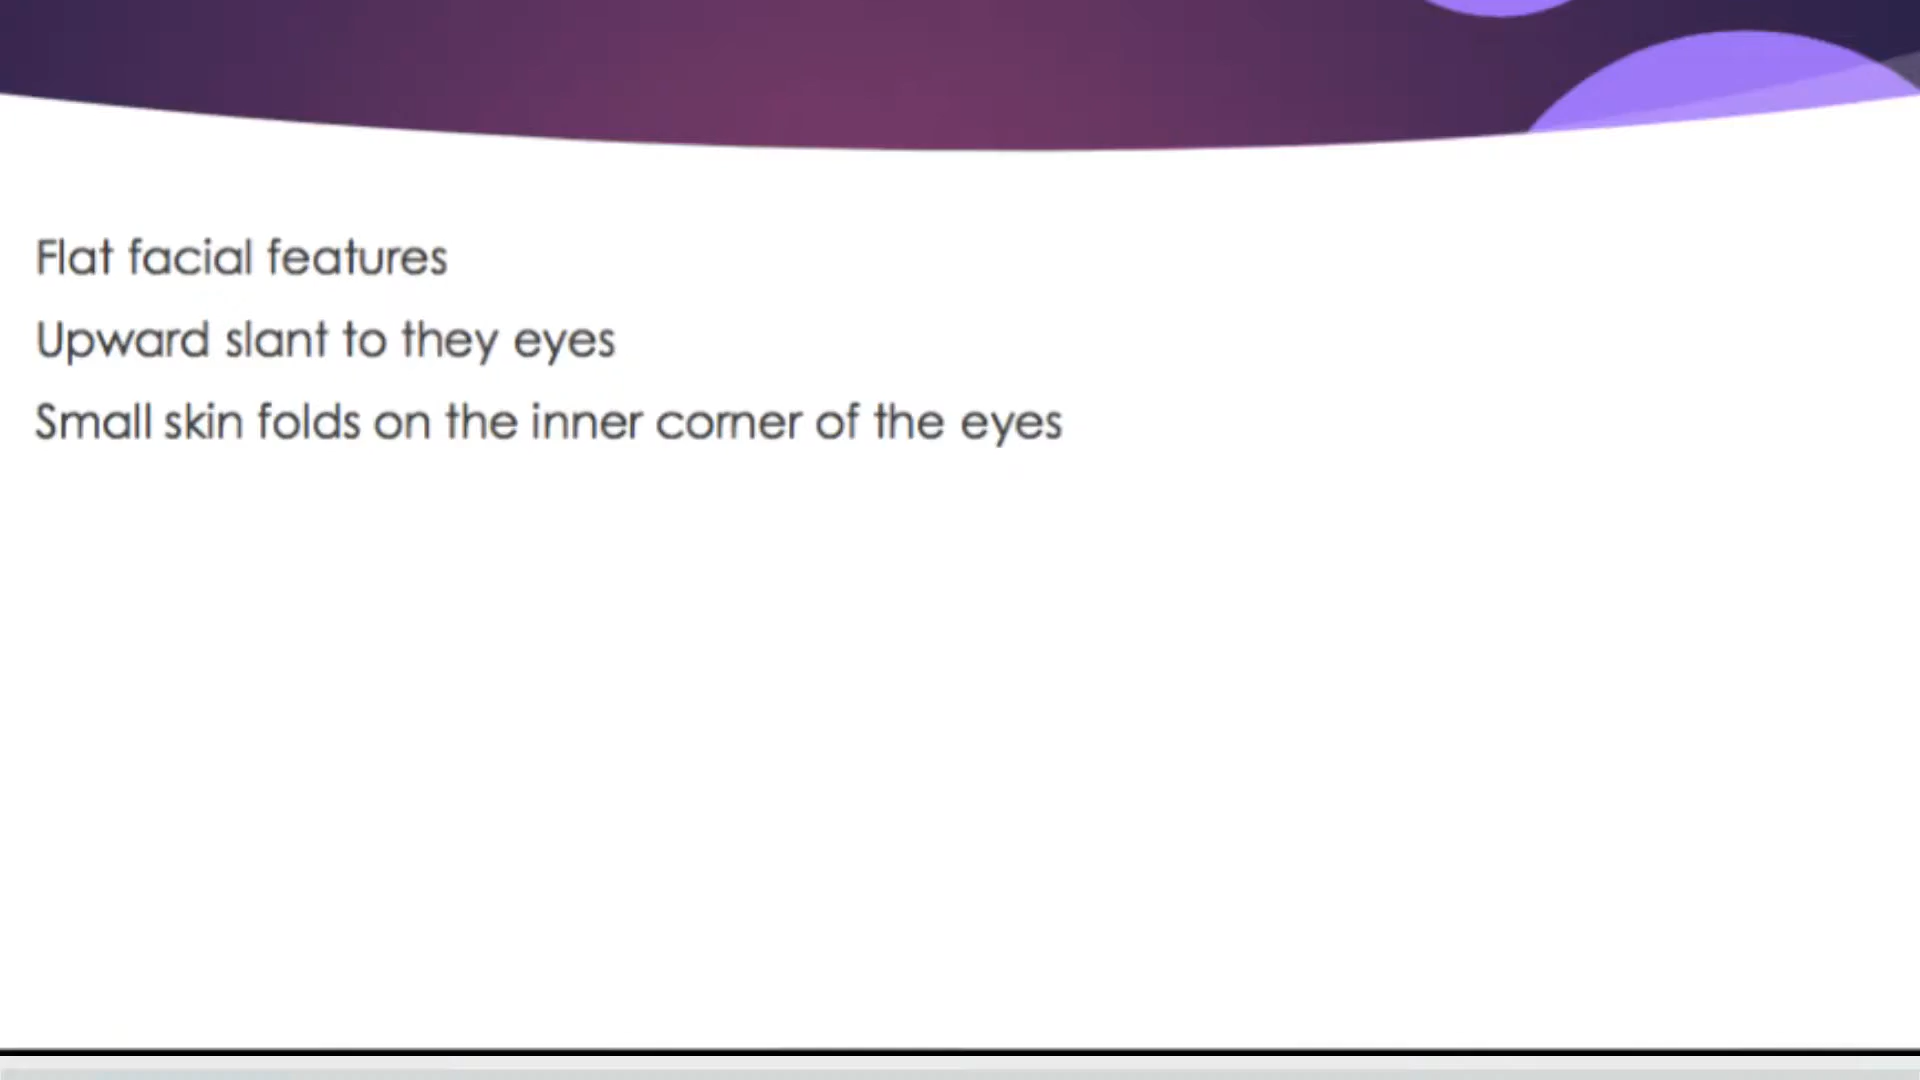 Flat facial features
Upward slant to they eyes
Small skin folds on the inner corner of the eyes